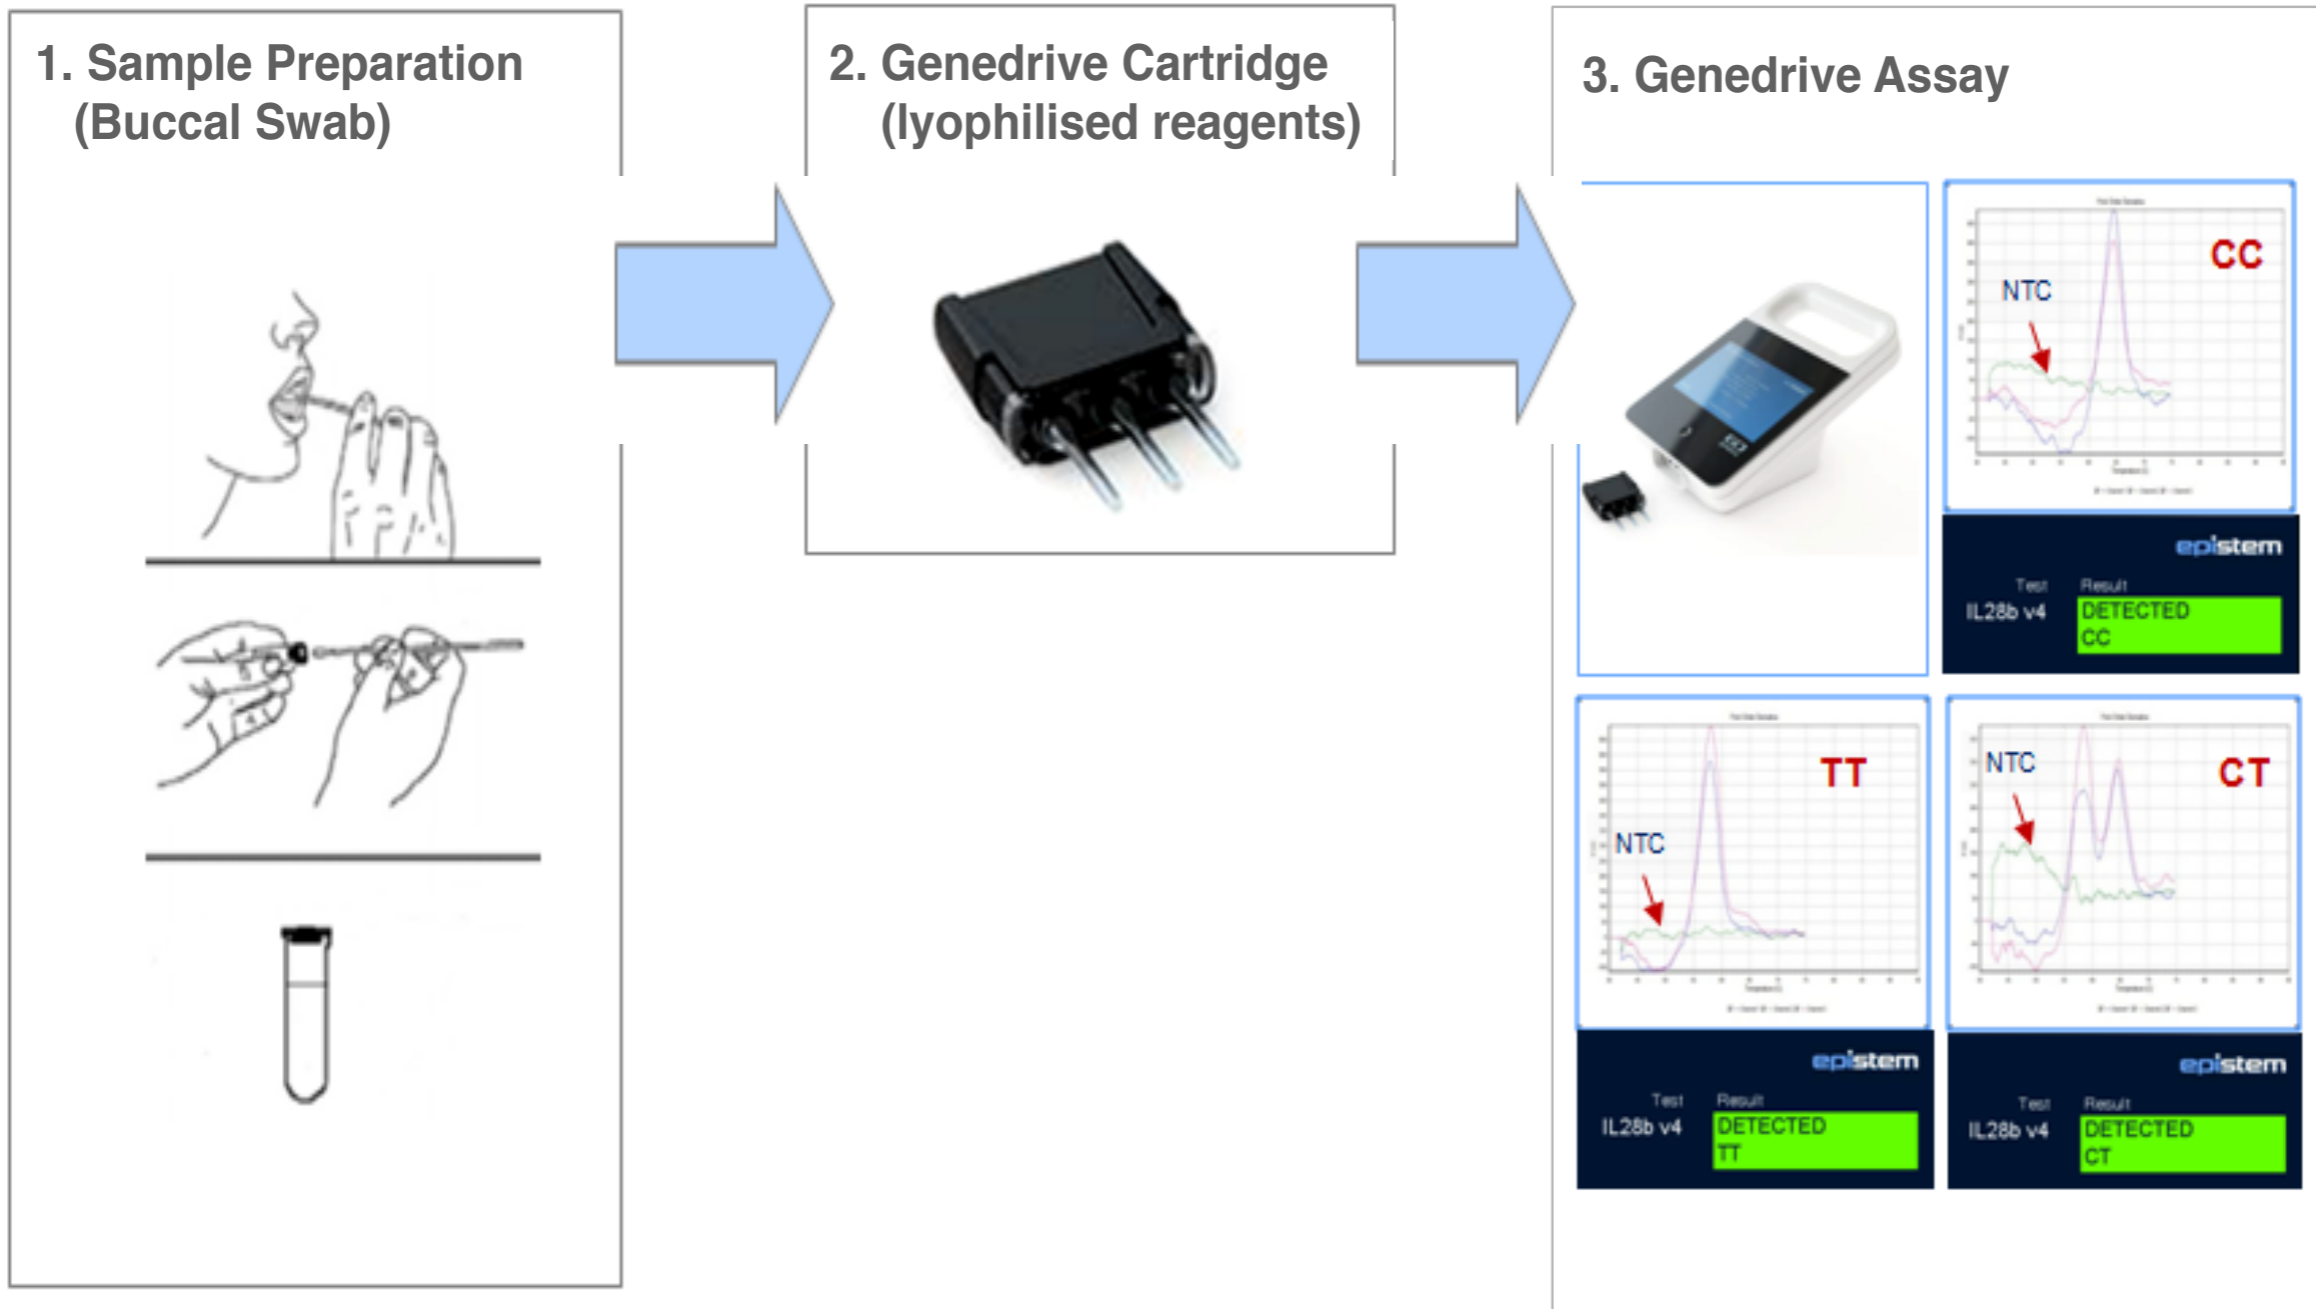 1. Sample Preparation
(Buccal Swab)
2. Genedrive Cartridge
(lyophilised reagents)
3. Genedrive Assay
CC
NTC
epistem
Test Result
IL28b v4 DETECTED
CC
TT
NTC
epistem
Test Result
IL28b v4 DETECTED
TT
CT
NTC
epistem
Test Result
IL28b v4 DETECTED
CT